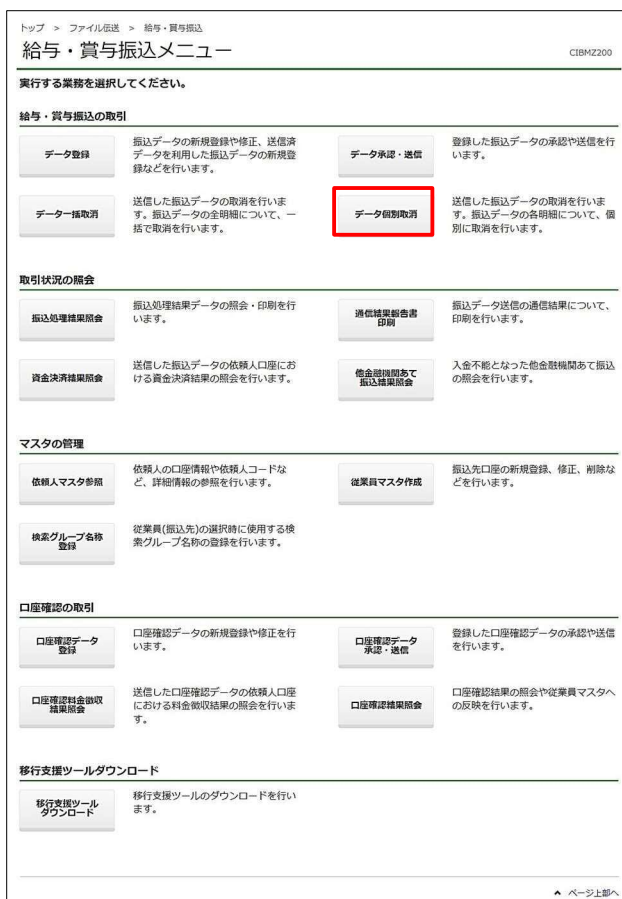 トップ > ファイル伝送 > 給与・賞与振込
給与・賞与振込メニュー
CIBMZ200
実行する業務を選択してください。
給与・賞与振込の取引
データ登録
振込データの新規登録や修正、送信済
データを利用した振込データの新規登
録などを行います。
データ承認・送信
登録した振込データの承認や送信を行
います。
データ一括取消
送信した振込データの取消を行いま
す。振込データの全明細について、一
括で取消を行います。
データ個別取消
送信した振込データの取消を行いま
す。振込データの各明細について、個
別に取消を行います。
取引状況の照会
振込処理結果照会
振込処理結果データの照会・印刷を行
います。
通信結果報告書
印刷
振込データ送信の通信結果について、
印刷を行います。
資金決済結果照会
送信した振込データの依頼人口座にお
ける資金決済結果の照会を行います。
他金融機関あて
振込結果照会
入金不能となった他金融機関あて振込
の照会を行います。
マスタの管理
依頼人マスタ参照
依頼人の口座情報や依頼人コードな
ど、詳細情報の参照を行います。
従業員マスタ作成
振込先口座の新規登録、修正、削除な
どを行います。
検索グループ名称
登録
従業員(振込先)の選択時に使用する検
索グループ名称の登録を行います。
口座確認の取引
口座確認データ
登録
口座確認データの新規登録や修正を行
います。
口座確認データ
承認・送信
登録した口座確認データの承認や送信
を行います。
口座確認料金徴収
結果照会
送信した口座確認データの依頼人口座
における料金徴収結果の照会を行いま
す。
口座確認結果照会
口座確認結果の照会や従業員マスタへ
の反映を行います。
移行支援ツールダウンロード
移行支援ツール
ダウンロード
移行支援ツールのダウンロードを行い
ます。
ページ上部へ